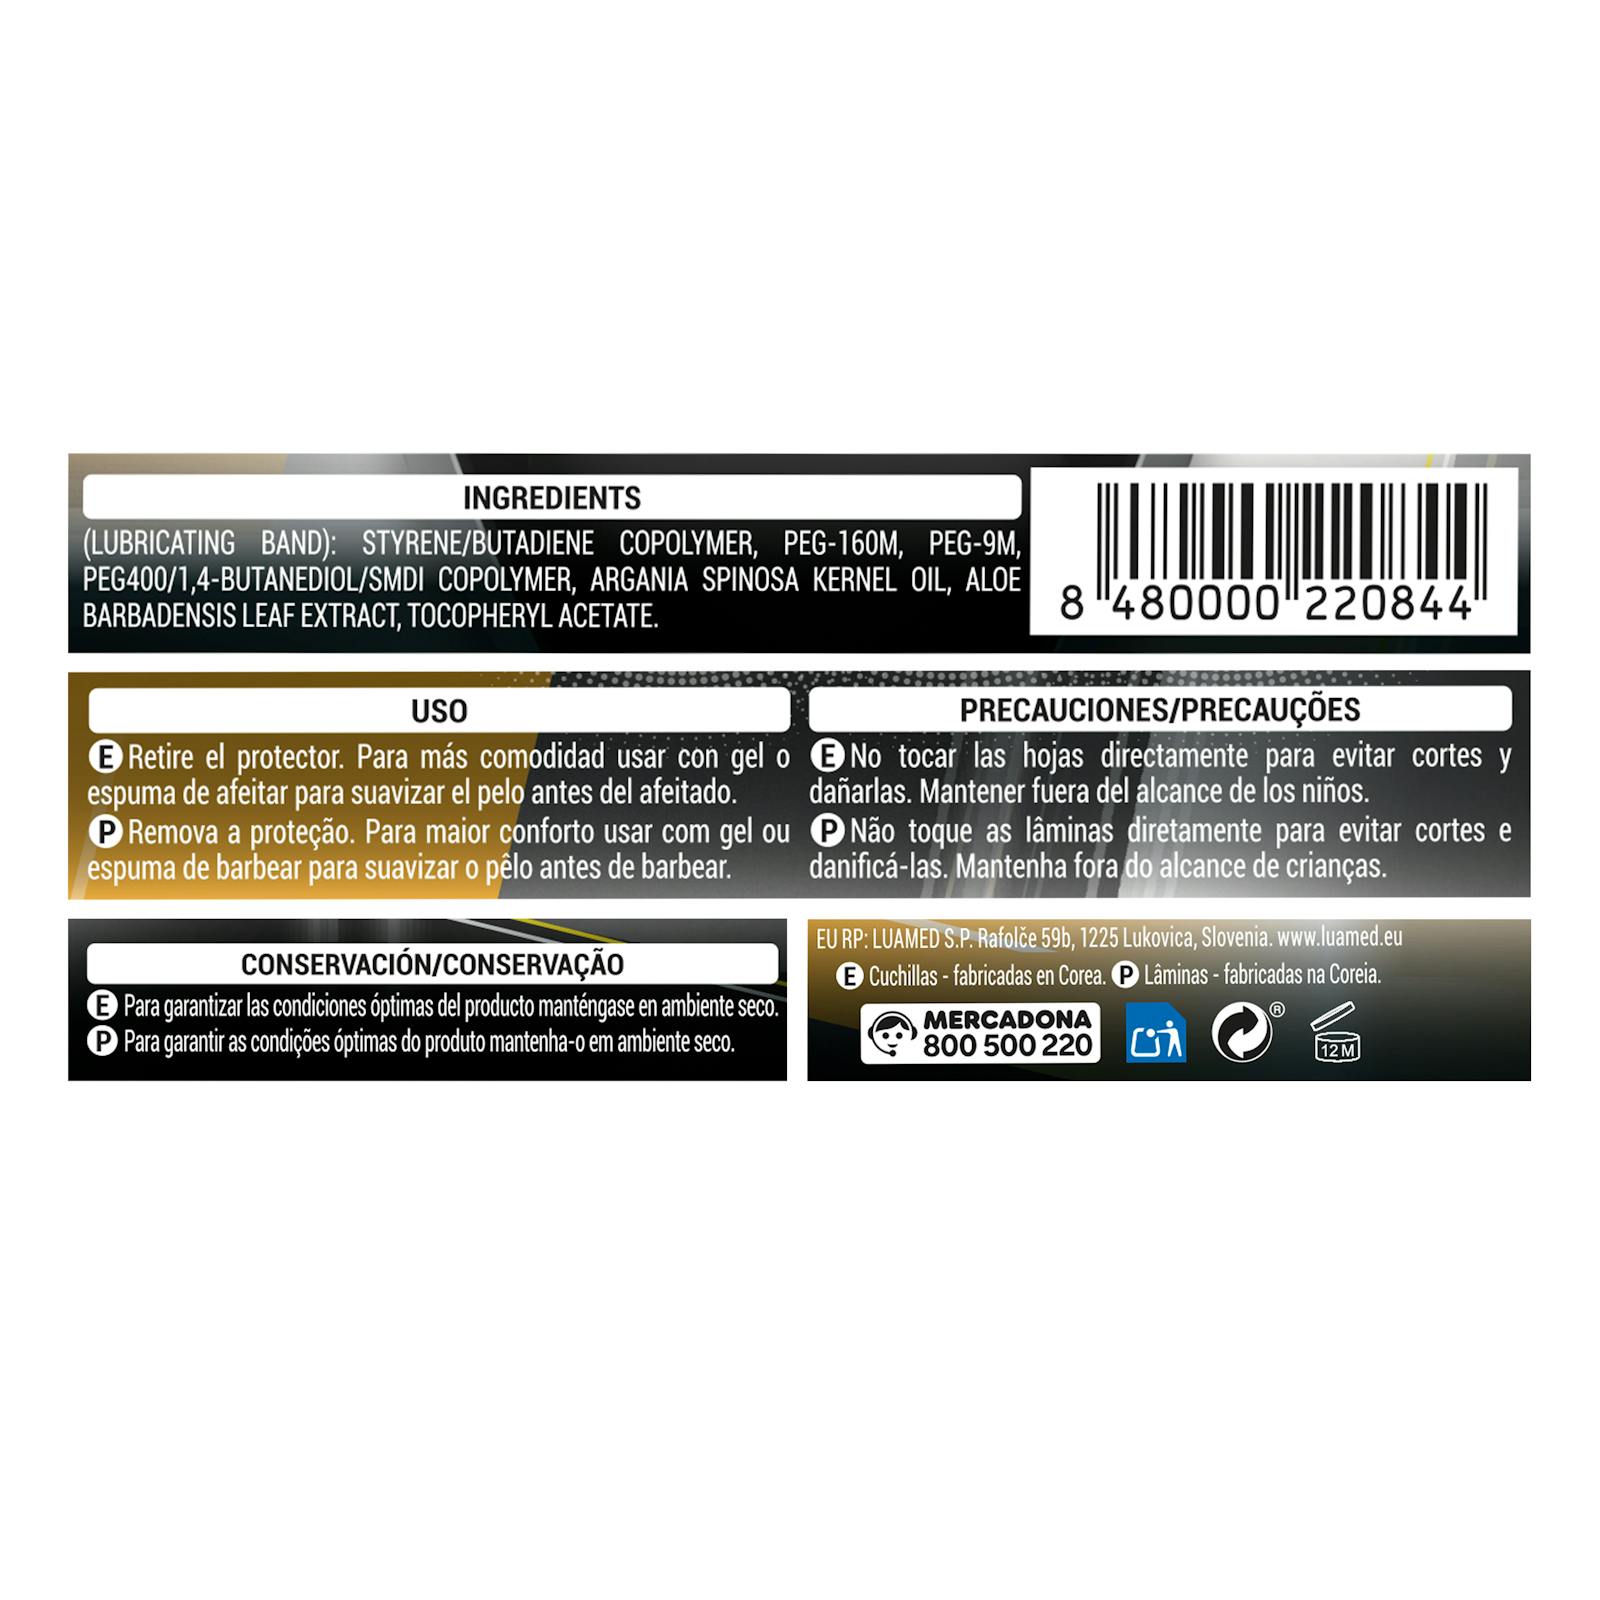 INGREDIENTS
(LUBRICATING BAND): STYRENE/BUTADIENE COPOLYMER, PEG-160M, PEG-9M,
PEG400/1,4-BUTANEDIOL/SMDI COPOLYMER, ARGANIA SPINOSA KERNEL OIL, ALOE
BARBADENSIS LEAF EXTRACT, TOCOPHERYL ACETATE.
8 480000 220844
USO
E Retire el protector. Para más comodidad usar con gel o
espuma de afeitar para suavizar el pelo antes del afeitado.
P Remova a proteção. Para maior conforto usar com gel ou
espuma de barbear para suavizar o pêlo antes de barbear.
PRECAUCIONES/PRECAUÇÕES
E No tocar las hojas directamente para evitar cortes y
dañarlas. Mantener fuera del alcance de los niños.
P Não toque as lâminas diretamente para evitar cortes e
danificá-las. Mantenha fora do alcance de crianças.
CONSERVACIÓN/CONSERVAÇÃO
E Para garantizar las condiciones óptimas del producto manténgase en ambiente seco.
P Para garantir as condições óptimas do produto mantenha-o em ambiente seco.
EU RP: LUAMED S.P. Rafolče 59b, 1225 Lukovica, Slovenia. www.luamed.eu
E Cuchillas - fabricadas en Corea. P Lâminas - fabricadas na Coreia.
MERCADONA
800 500 220
®
12 M